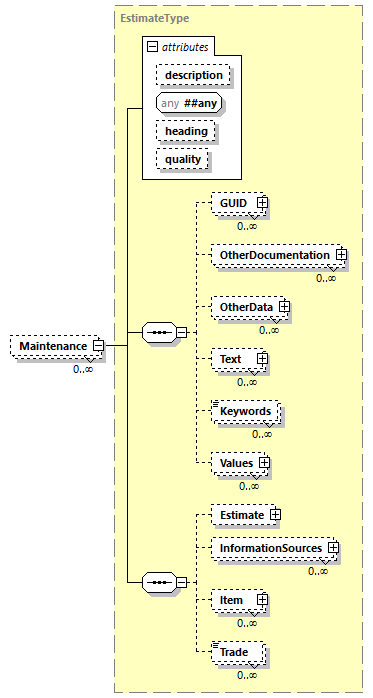 EstimateType
attributes
description
any ##any
heading
quality
GUID
0..∞
OtherDocumentation
0..∞
OtherData
0..∞
Maintenance
0..∞
Text
0..∞
Keywords
0..∞
Values
0..∞
Estimate
InformationSources
0..∞
Item
0..∞
Trade
0..∞